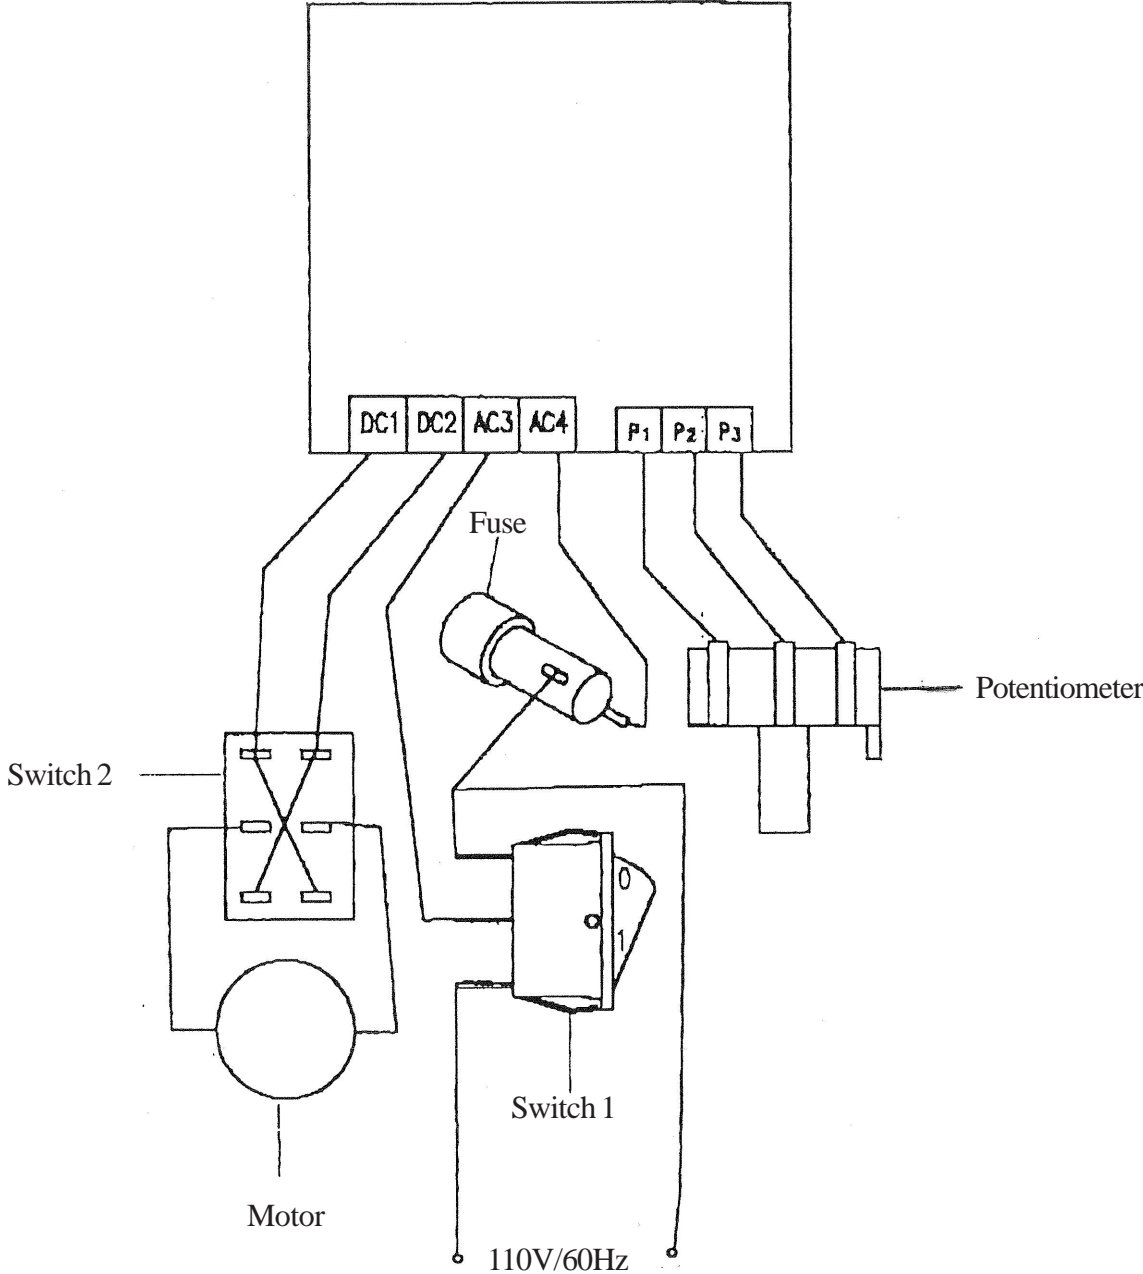 DC1 DC2 AC3 AC4 P1 P2 P3
Fuse
Potentiometer
Switch 2
0
1
Switch 1
Motor
110V/60Hz